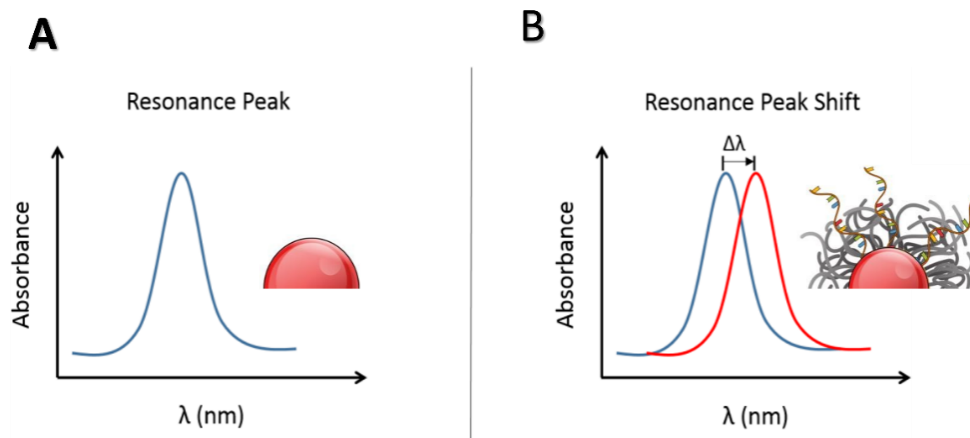 A
Resonance Peak
Absorbance
λ (nm)
B
Resonance Peak Shift
Δλ
Absorbance
λ (nm)